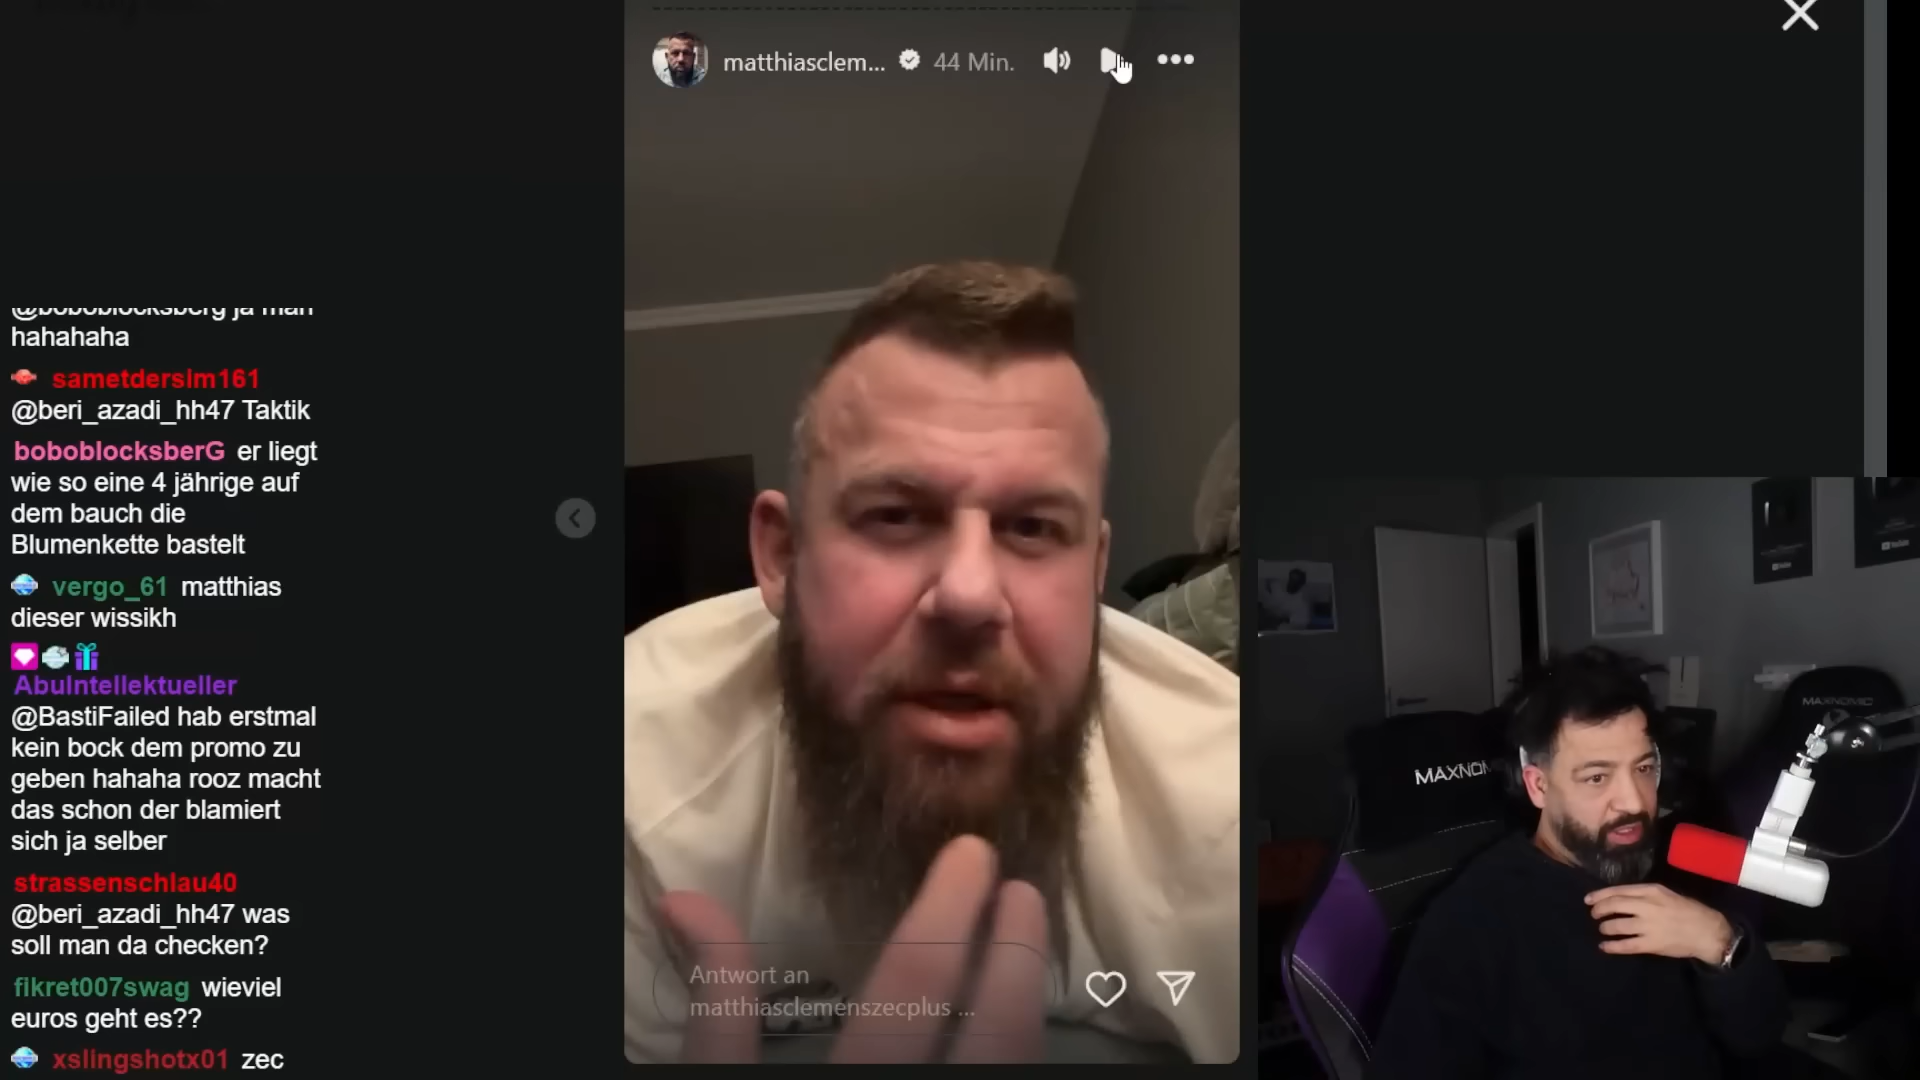 matthiasclem... 44 Min.
hahahaha
sametdersim161
@beri_azadi_hh47 Taktik
boboblocksberG er liegt
wie so eine 4 jährige auf
dem bauch die
Blumenkette bastelt
vergo_61 matthias
dieser wissikh
AbuIntellektueller
@BastiFailed hab erstmal
kein bock dem promo zu
geben hahaha rooz macht
das schon der blamiert
sich ja selber
strassenschlau40
@beri_azadi_hh47 was
soll man da checken?
fikret007swag wieviel
euros geht es??
xslingshotx01 zec
Antwort an
matthiasclemenszecplus ...
MAXNOMIC